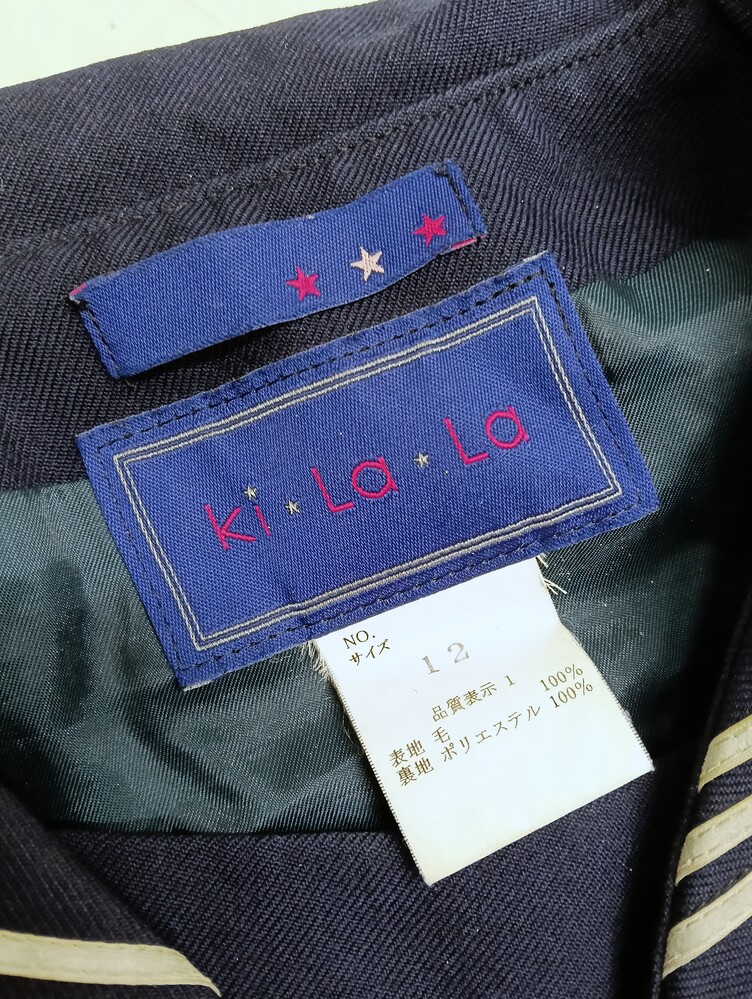 ki La La
NO.
サイズ 12
品質表示 1
表地 毛 100%
裏地 ポリエステル 100%